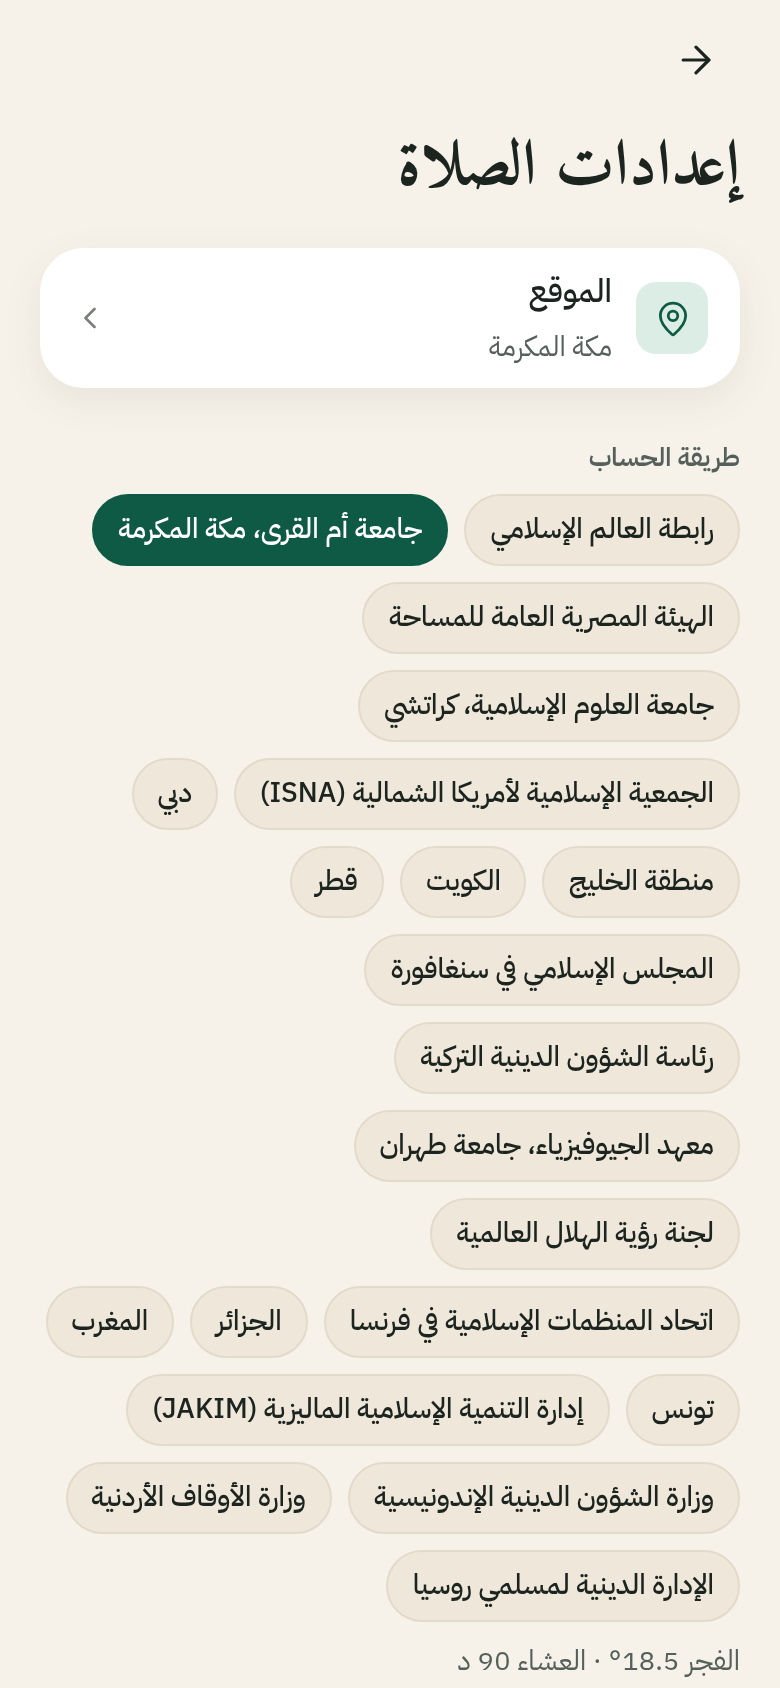 إعدادات الصلاة
الموقع
مكة المكرمة
طريقة الحساب
رابطة العالم الإسلامي
جامعة أم القرى، مكة المكرمة
الهيئة المصرية العامة للمساحة
جامعة العلوم الإسلامية، كراتشي
الجمعية الإسلامية لأمريكا الشمالية (ISNA)
دبي
منطقة الخليج
الكويت
قطر
المجلس الإسلامي في سنغافورة
رئاسة الشؤون الدينية التركية
معهد الجيوفيزياء، جامعة طهران
لجنة رؤية الهلال العالمية
اتحاد المنظمات الإسلامية في فرنسا
الجزائر
المغرب
تونس
إدارة التنمية الإسلامية الماليزية (JAKIM)
وزارة الشؤون الدينية الإندونيسية
وزارة الأوقاف الأردنية
الإدارة الدينية لمسلمي روسيا
الفجر 18.5° · العشاء 90 د